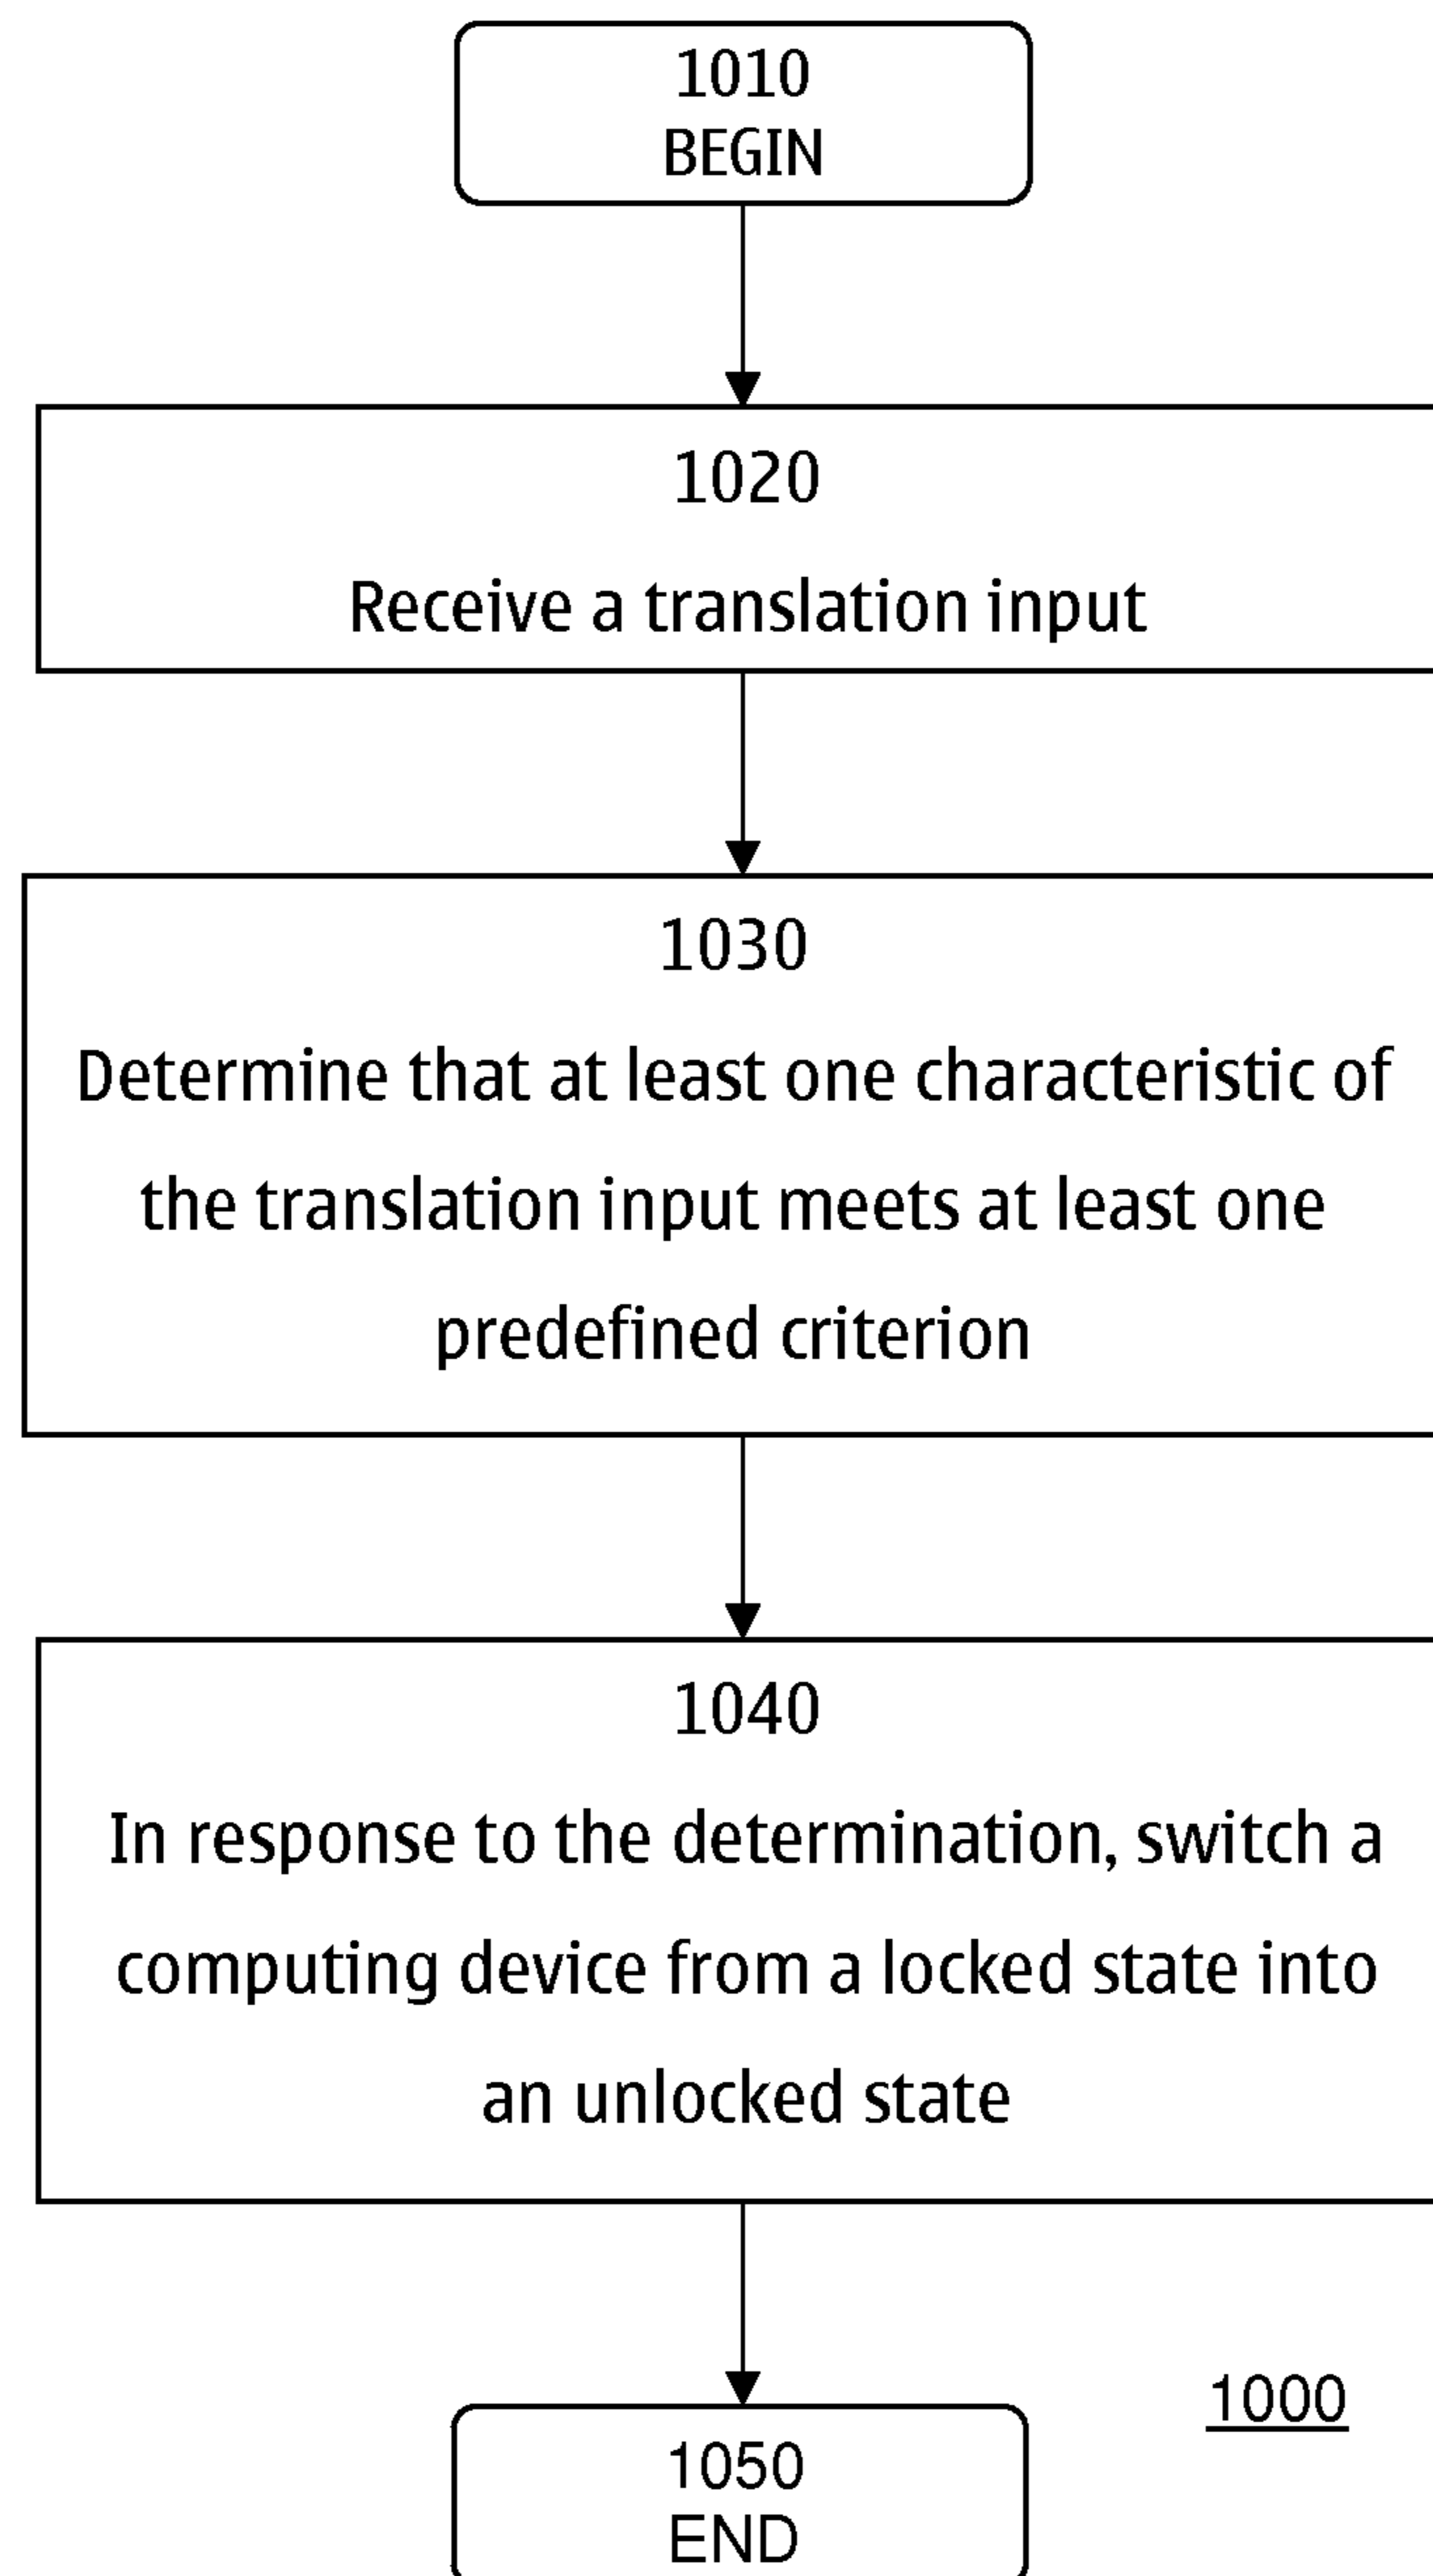 1010
BEGIN
1020
Receive a translation input
1030
Determine that at least one characteristic of
the translation input meets at least one
predefined criterion
1040
In response to the determination, switch a
computing device from a locked state into
an unlocked state
1000
1050
END